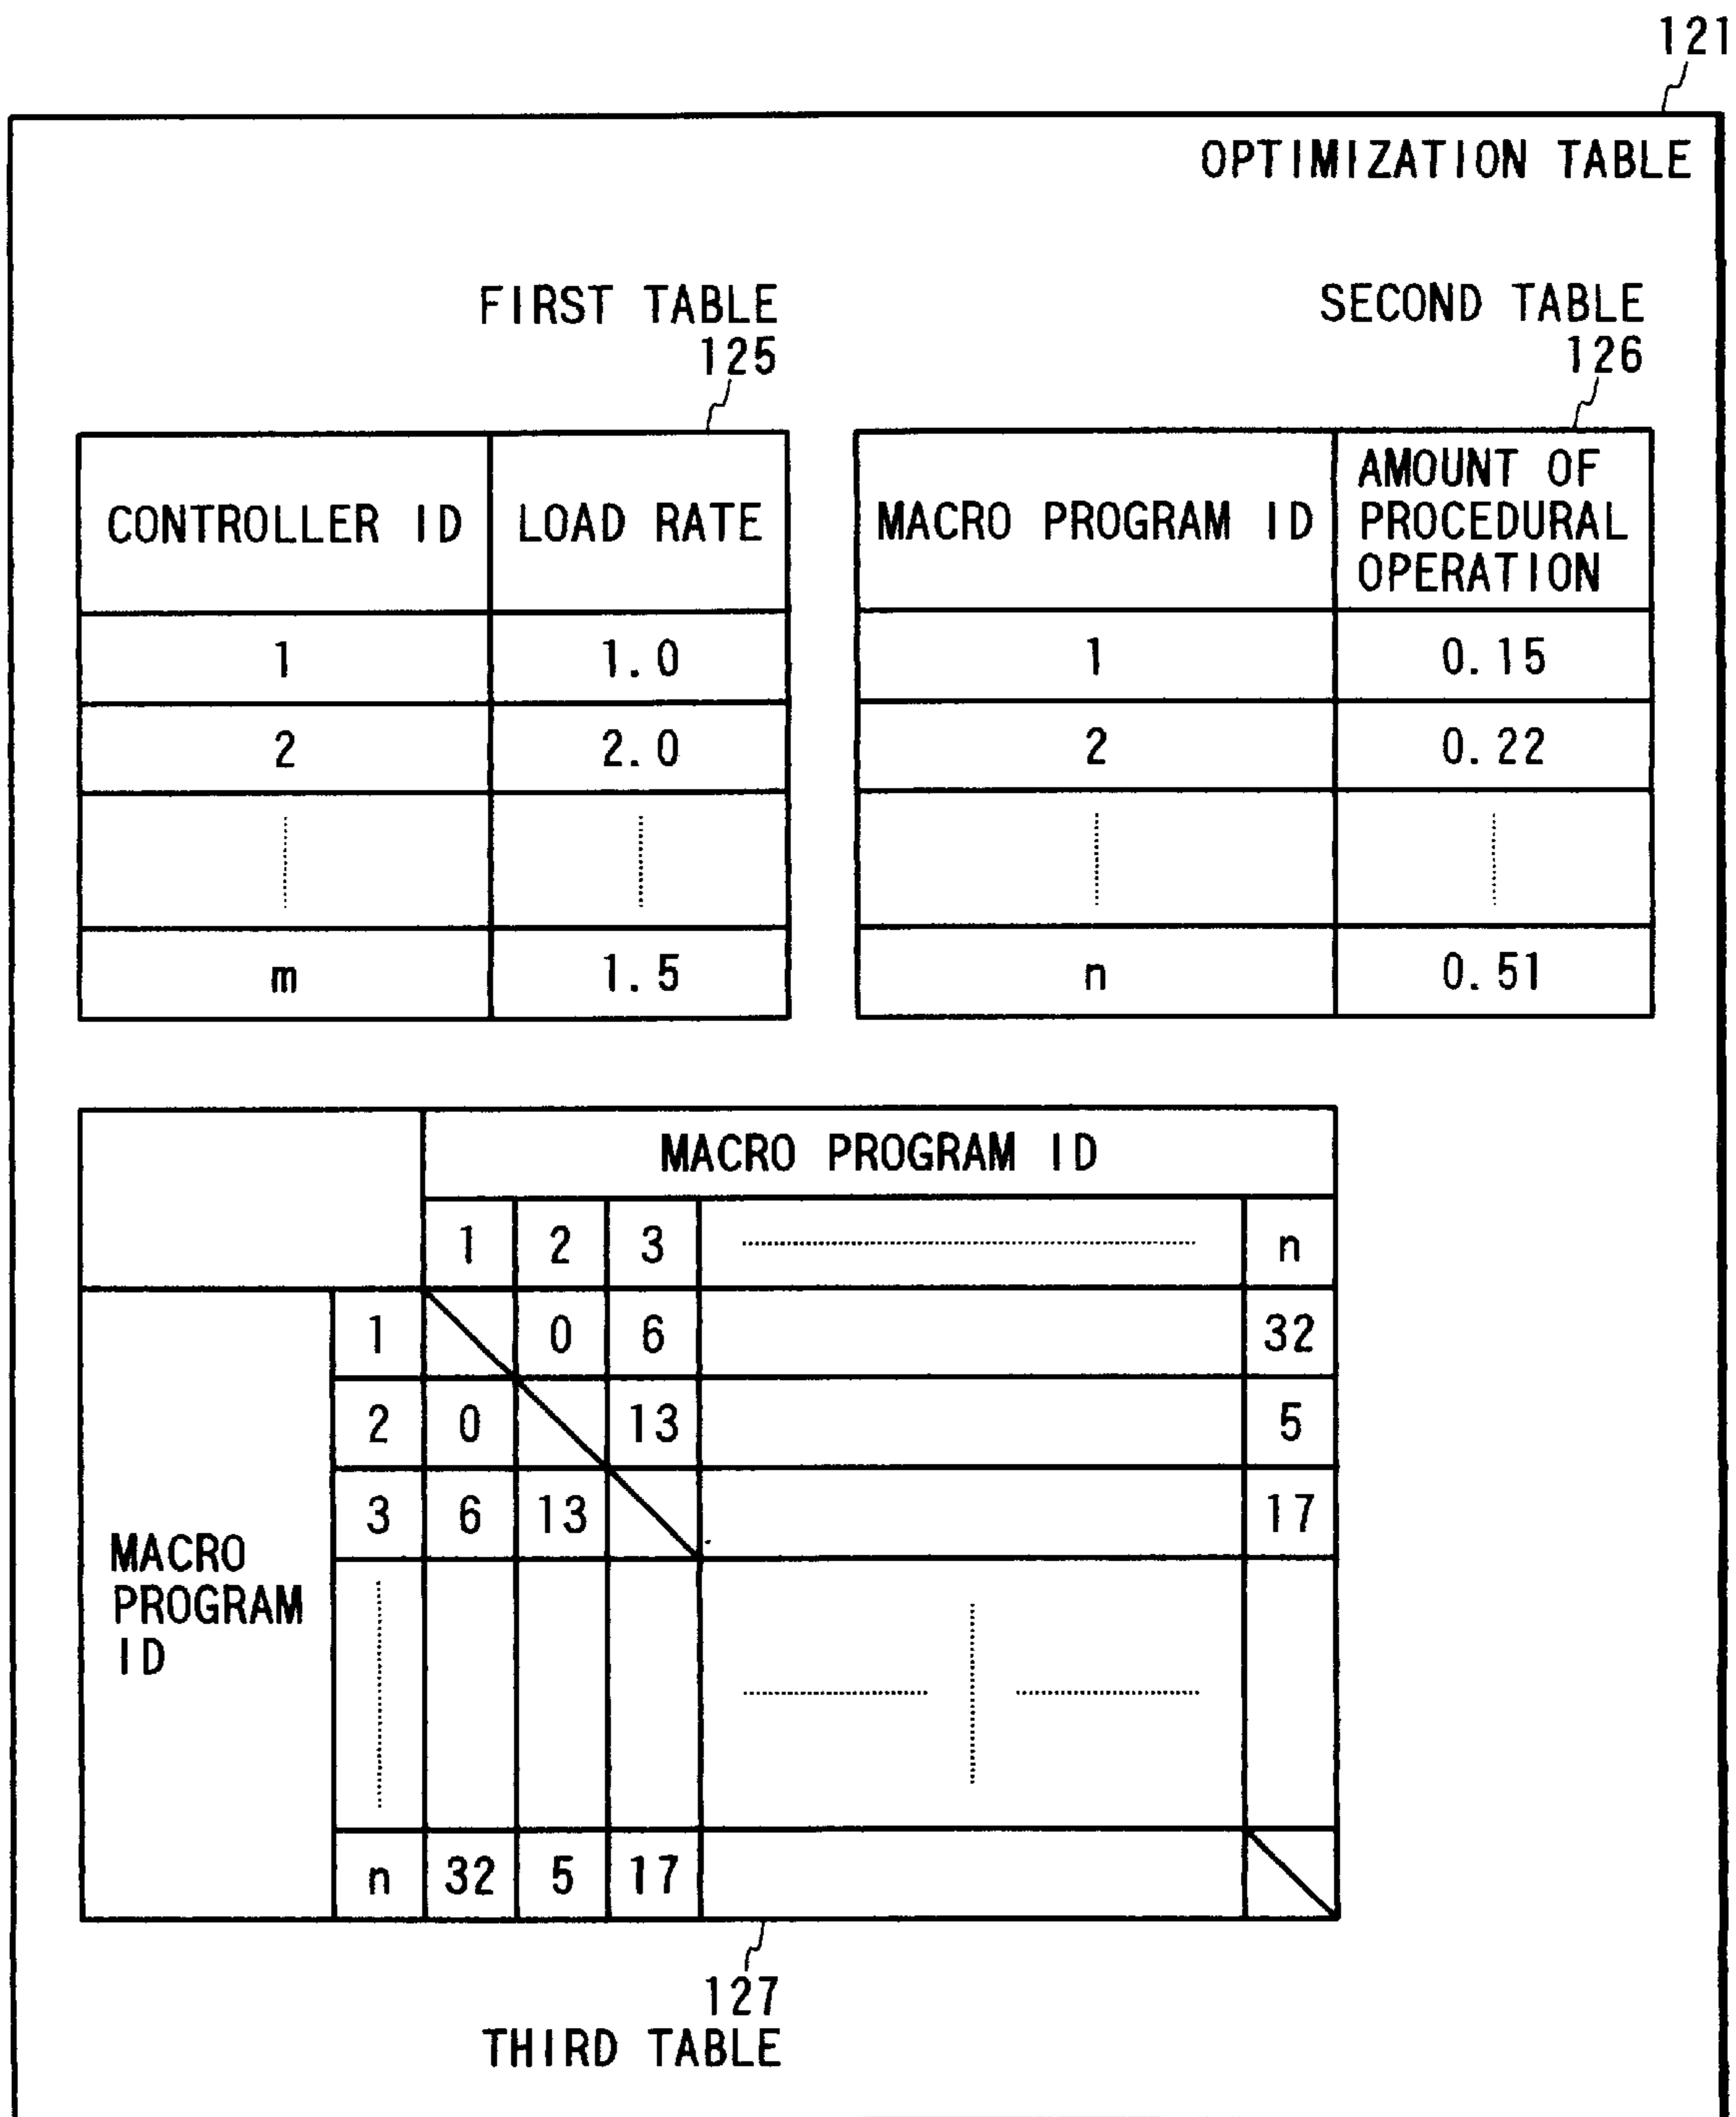 121
OPTIMIZATION TABLE
FIRST TABLE
125
SECOND TABLE
126
CONTROLLER ID LOAD RATE
1 1.0
2 2.0
m 1.5
MACRO PROGRAM ID AMOUNT OF
PROCEDURAL
OPERATION
1 0.15
2 0.22
n 0.51
MACRO PROGRAM ID
1 2 3 n
MACRO
PROGRAM
ID
1 0 6 32
2 0 13 5
3 6 13 17
n 32 5 17
127
THIRD TABLE